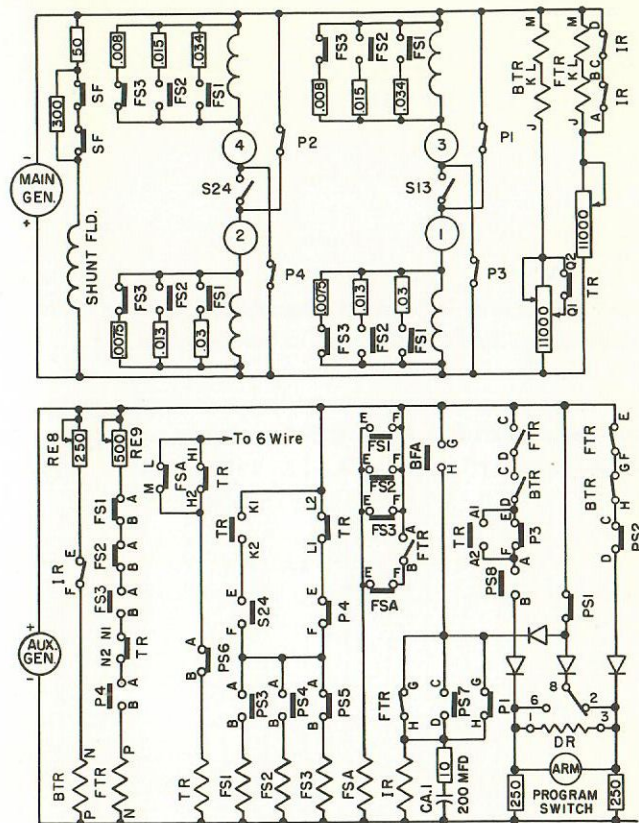 MAIN
GEN.
-
+
50
300
SF
SF
SHUNT FLD.
.008
.015
.034
FS3
FS2
FS1
4
S24
P2
2
P4
.0075
.013
.03
FS3
FS2
FS1
.008
.015
.034
FS3
FS2
FS1
3
S13
P1
1
P3
.0075
.013
.03
FS3
FS2
FS1
M
KL
J
BTR
M
KL
J
FTR
D
C
B
A
IR
IR
11000
11000
Q1
Q2
TR
AUX.
GEN.
+
-
RE8
250
RE9
500
IR
E
F
FS1
A
B
FS2
A
B
FS3
A
B
N1
N2
TR
P4
A
B
N
P
BTR
P
N
FTR
To 6 Wire
L
M
FSA
H1
H2
TR
A
B
PS6
TR
K1
K2
TR
L2
L1
TR
E
F
S24
E
F
P4
A
B
PS3
A
B
PS4
A
B
PS5
FS1
FS2
FS3
E
F
FS1
E
F
FS2
E
F
FS3
A
B
FTR
E
F
FSA
FSA
BFA
G
H
FTR
G
H
C
D
PS7
G
H
IR
10
CA.1
200 MFD
C
D
FTR
C
D
BTR
A1
A2
TR
E
F
P3
A
B
PS8
PS1
E
F
FTR
G
H
BTR
C
D
PS2
P1
6
8
2
1
3
DR
ARM
PROGRAM
SWITCH
250
250